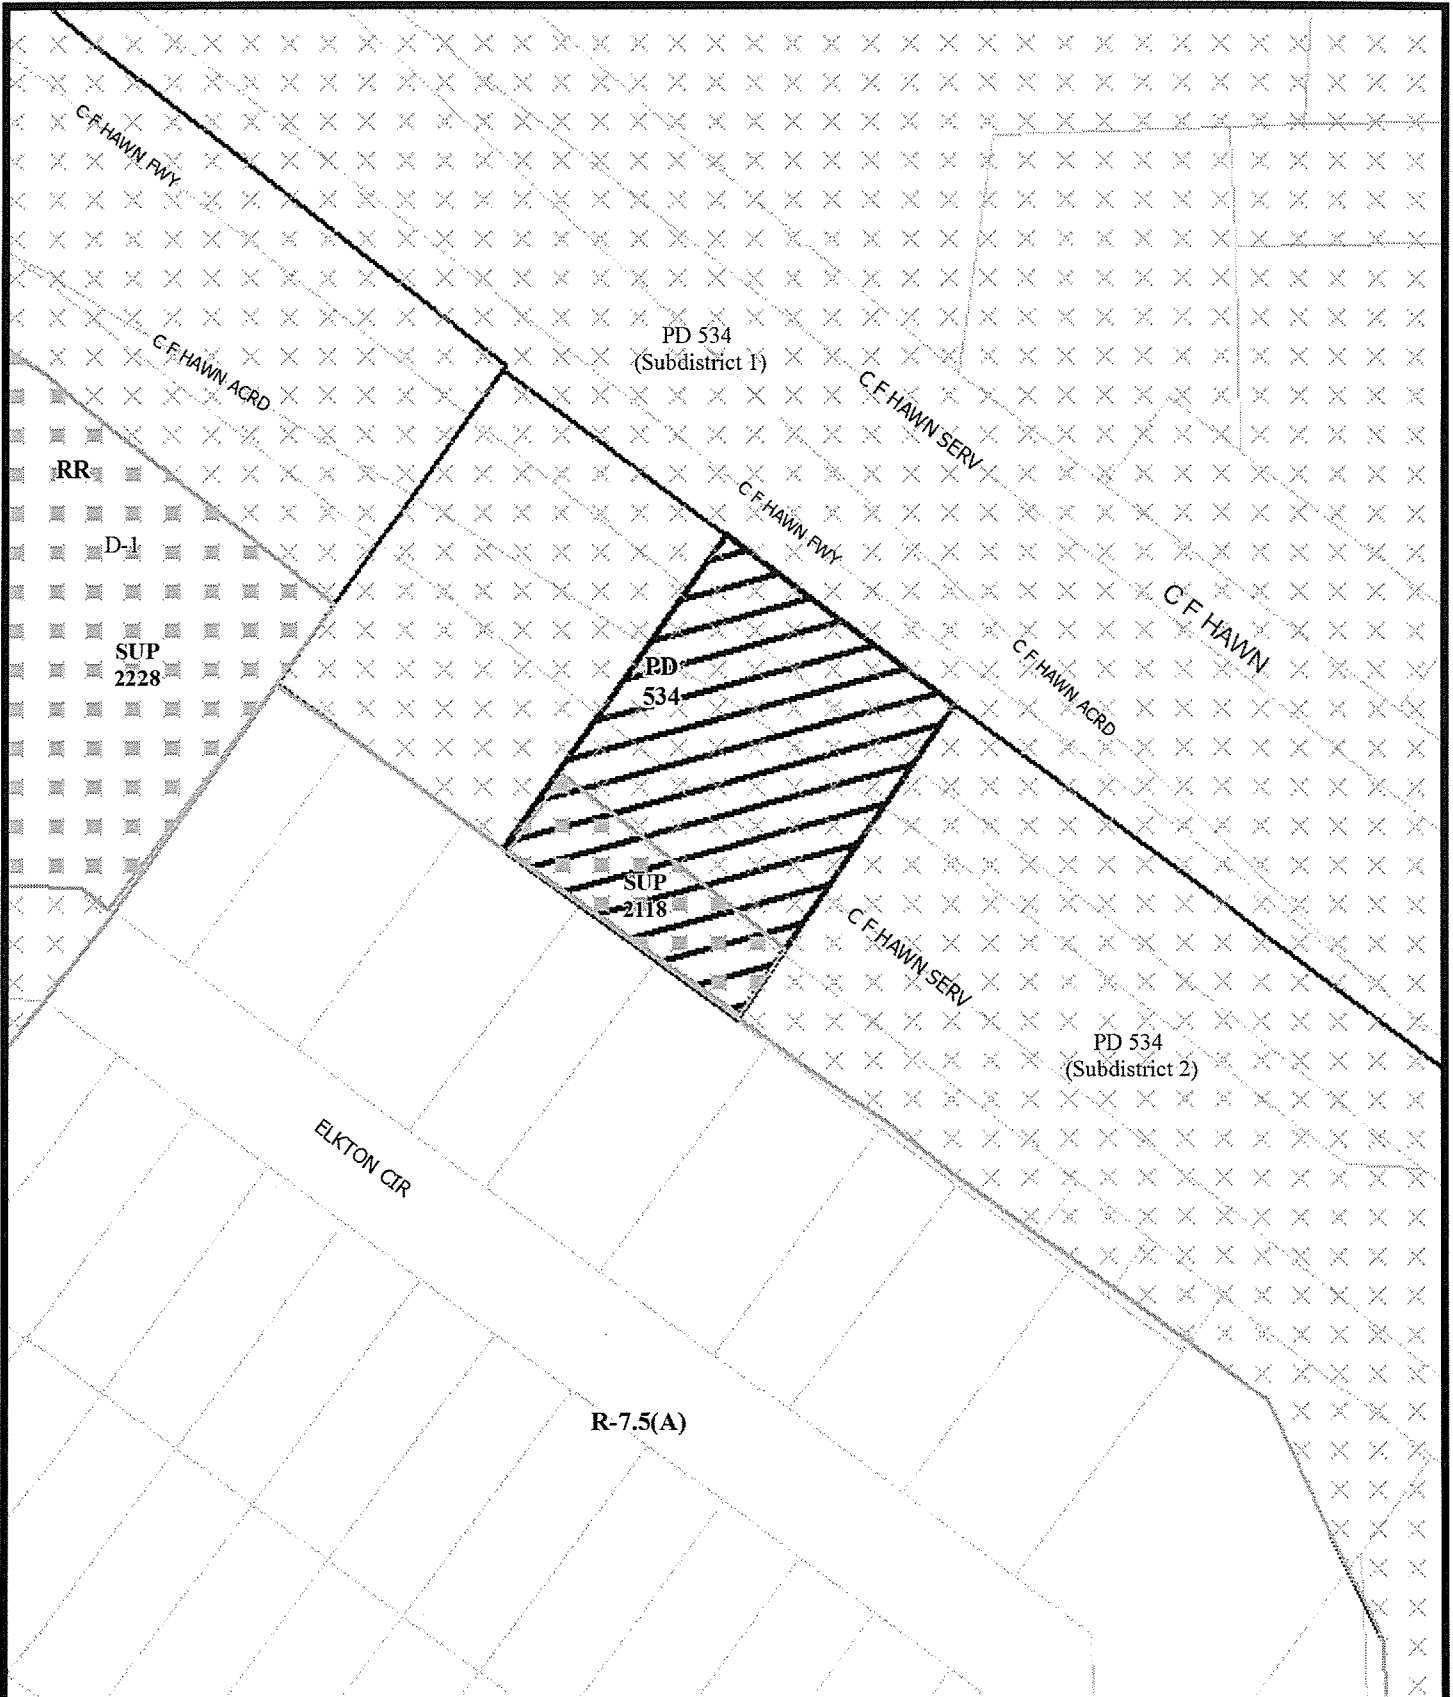 C F HAWN FWY
C F HAWN ACRD
PD 534
(Subdistrict 1)
C F HAWN SERV
RR
D-1
C F HAWN FWY
C F HAWN
SUP
2228
PD
534
C F HAWN ACRD
SUP
2118
C F HAWN SERV
PD 534
(Subdistrict 2)
ELKTON CIR
R-7.5(A)